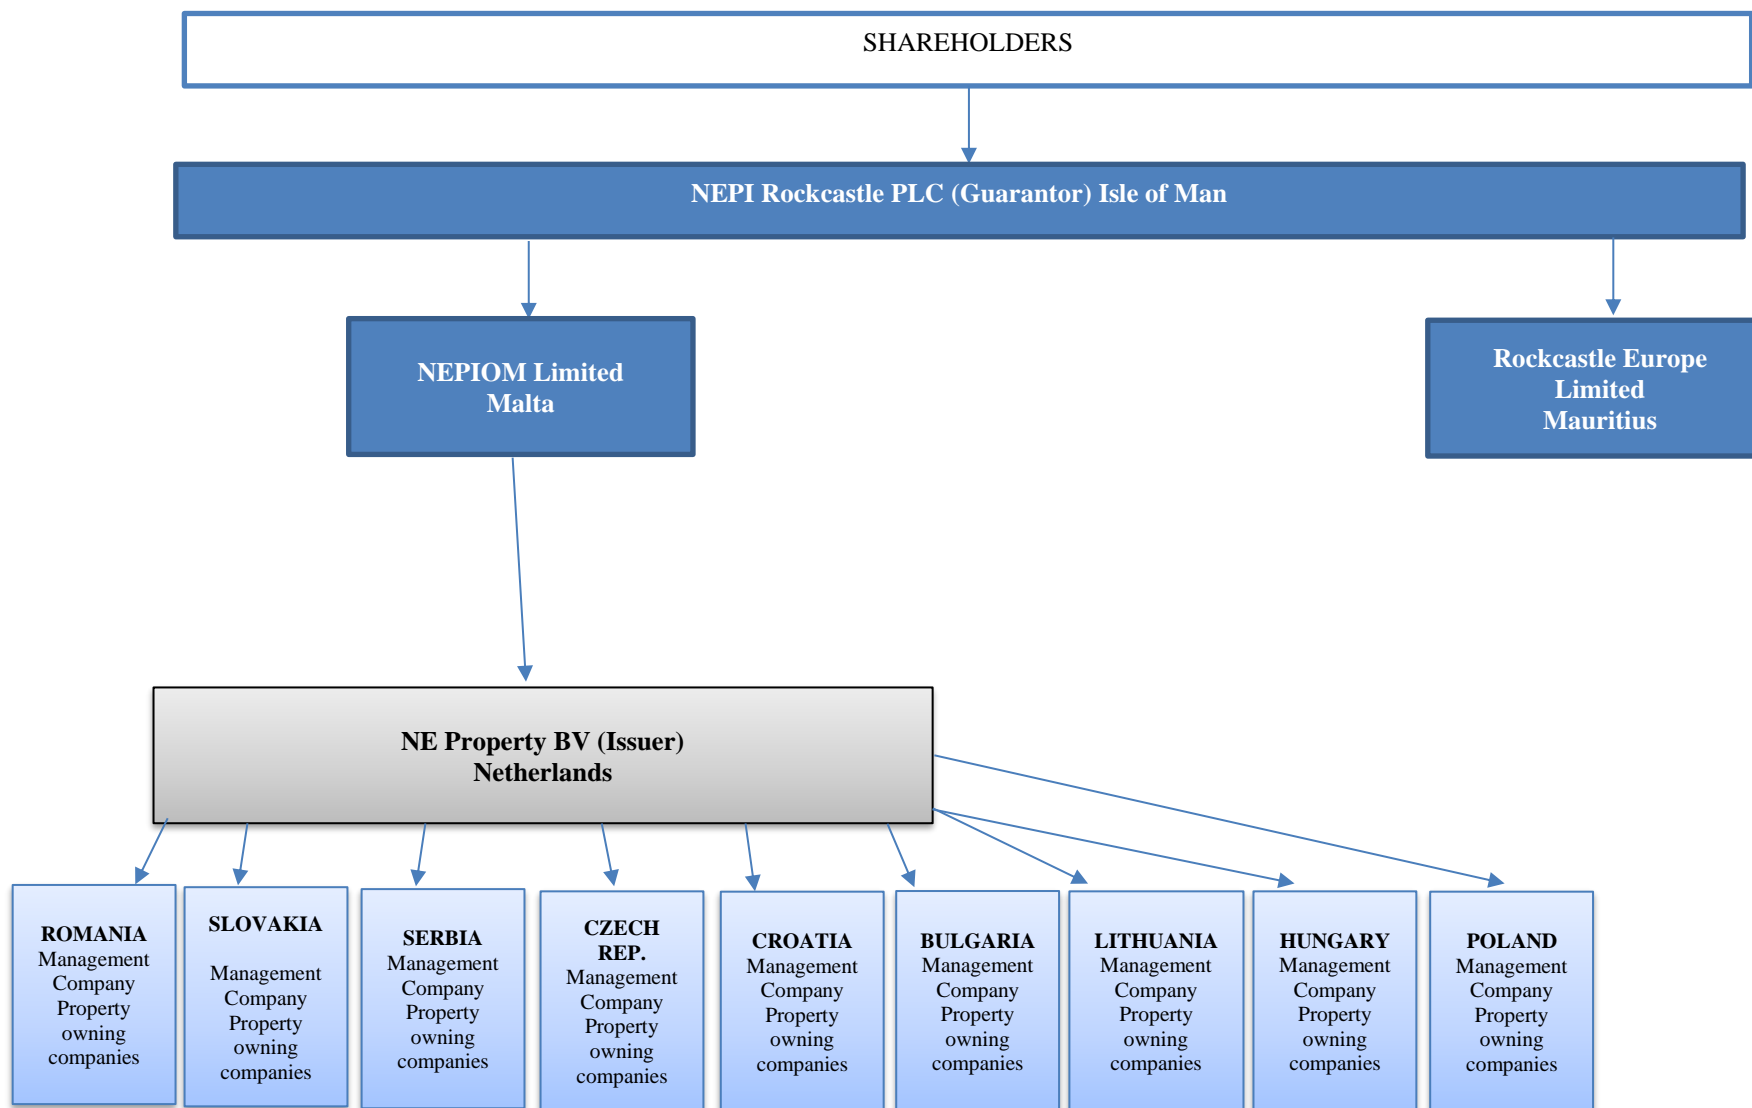 SHAREHOLDERS
NEPI Rockcastle PLC (Guarantor) Isle of Man
NEPIOM Limited
Malta
Rockcastle Europe
Limited
Mauritius
NE Property BV (Issuer)
Netherlands
ROMANIA
Management
Company
Property
owning
companies
SLOVAKIA
Management
Company
Property
owning
companies
SERBIA
Management
Company
Property
owning
companies
CZECH
REP.
Management
Company
Property
owning
companies
CROATIA
Management
Company
Property
owning
companies
BULGARIA
Management
Company
Property
owning
companies
LITHUANIA
Management
Company
Property
owning
companies
HUNGARY
Management
Company
Property
owning
companies
POLAND
Management
Company
Property
owning
companies